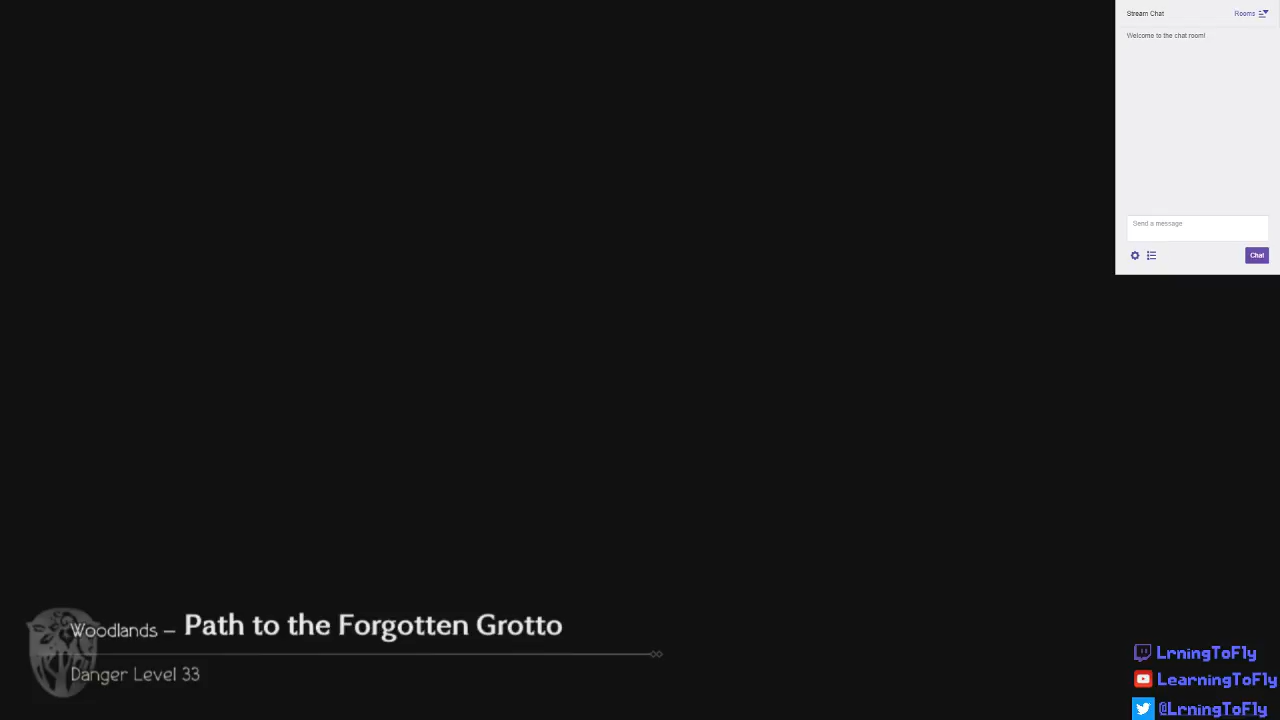 Stream Chat
Rooms
Welcome to the chat room!
Send a message
Chat
Woodlands – Path to the Forgotten Grotto
Danger Level 33
LrningToFly
LearningToFly
@LrningToFly